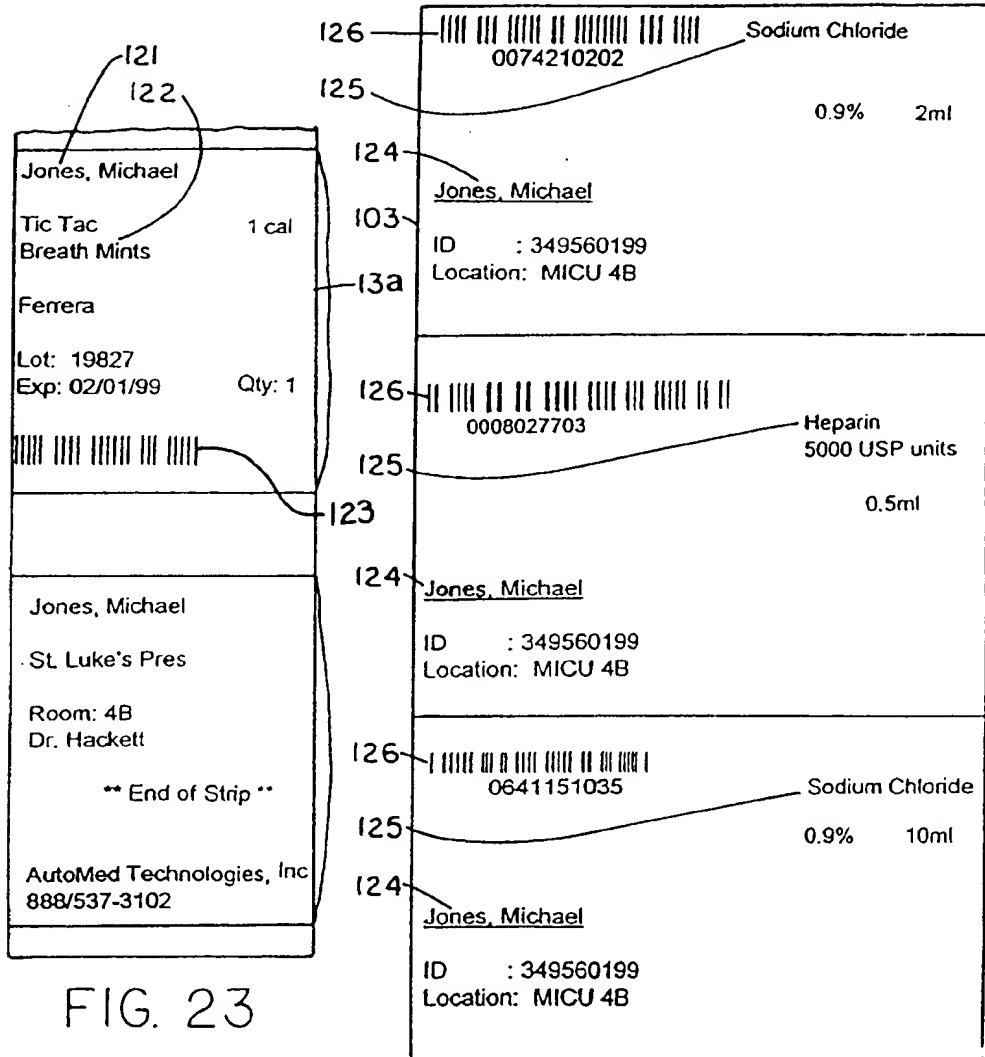 121
122
Jones, Michael
Tic Tac 1 cal
Breath Mints
Ferrera
Lot: 19827
Exp: 02/01/99 Qty: 1
13a
123
Jones, Michael
St. Luke's Pres
Room: 4B
Dr. Hackett
** End of Strip **
AutoMed Technologies, Inc
888/537-3102
FIG. 23
126
0074210202
Sodium Chloride
125
0.9% 2ml
124
Jones, Michael
103
ID : 349560199
Location: MICU 4B
126
0008027703
Heparin
5000 USP units
125
0.5ml
124
Jones, Michael
ID : 349560199
Location: MICU 4B
126
0641151035
Sodium Chloride
125
0.9% 10ml
124
Jones, Michael
ID : 349560199
Location: MICU 4B